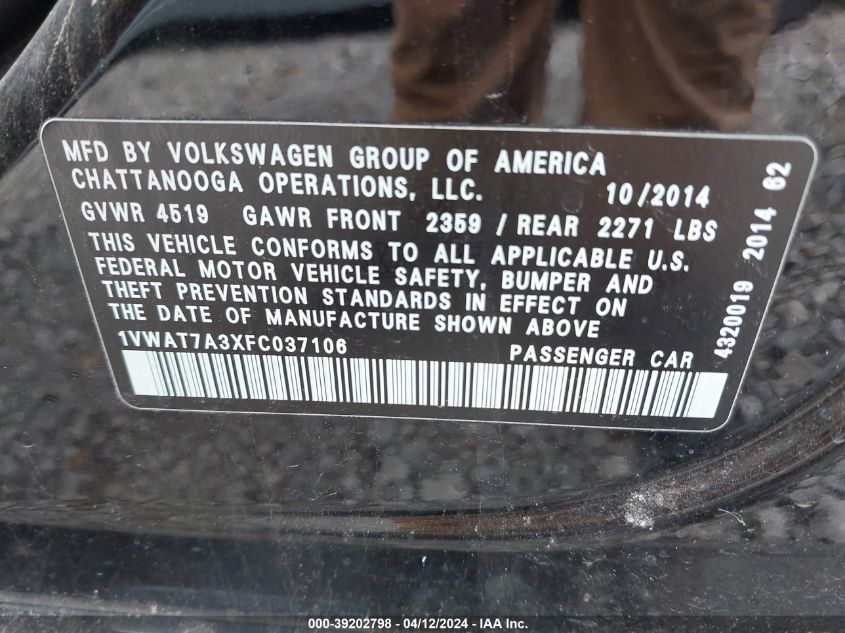 MFD BY VOLKSWAGEN GROUP OF AMERICA
CHATTANOOGA OPERATIONS, LLC. 10/2014
GVWR 4519 GAWR FRONT 2359 / REAR 2271 LBS
THIS VEHICLE CONFORMS TO ALL APPLICABLE U.S.
FEDERAL MOTOR VEHICLE SAFETY, BUMPER AND
THEFT PREVENTION STANDARDS IN EFFECT ON
THE DATE OF MANUFACTURE SHOWN ABOVE.
1VWAT7A3XFC037106 PASSENGER CAR
4320019 2014 62
000-39202798 - 04/12/2024 - IAAI.COM